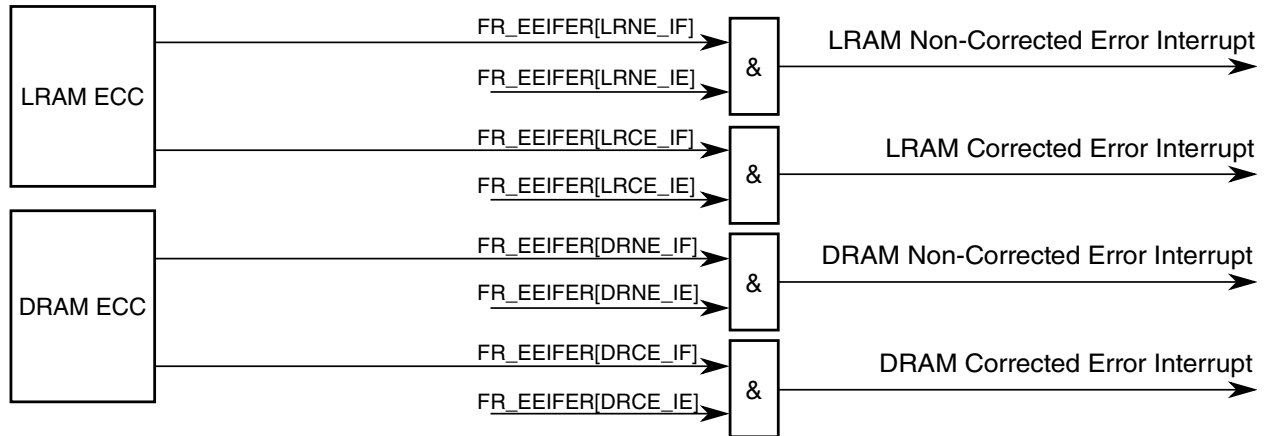 FR_EEIFER[LRNE_IF]
LRAM Non-Corrected Error Interrupt
&
FR_EEIFER[LRNE_IE]
LRAM ECC
FR_EEIFER[LRCE_IF]
LRAM Corrected Error Interrupt
&
FR_EEIFER[LRCE_IE]
FR_EEIFER[DRNE_IF]
DRAM Non-Corrected Error Interrupt
&
FR_EEIFER[DRNE_IE]
DRAM ECC
FR_EEIFER[DRCE_IF]
DRAM Corrected Error Interrupt
&
FR_EEIFER[DRCE_IE]